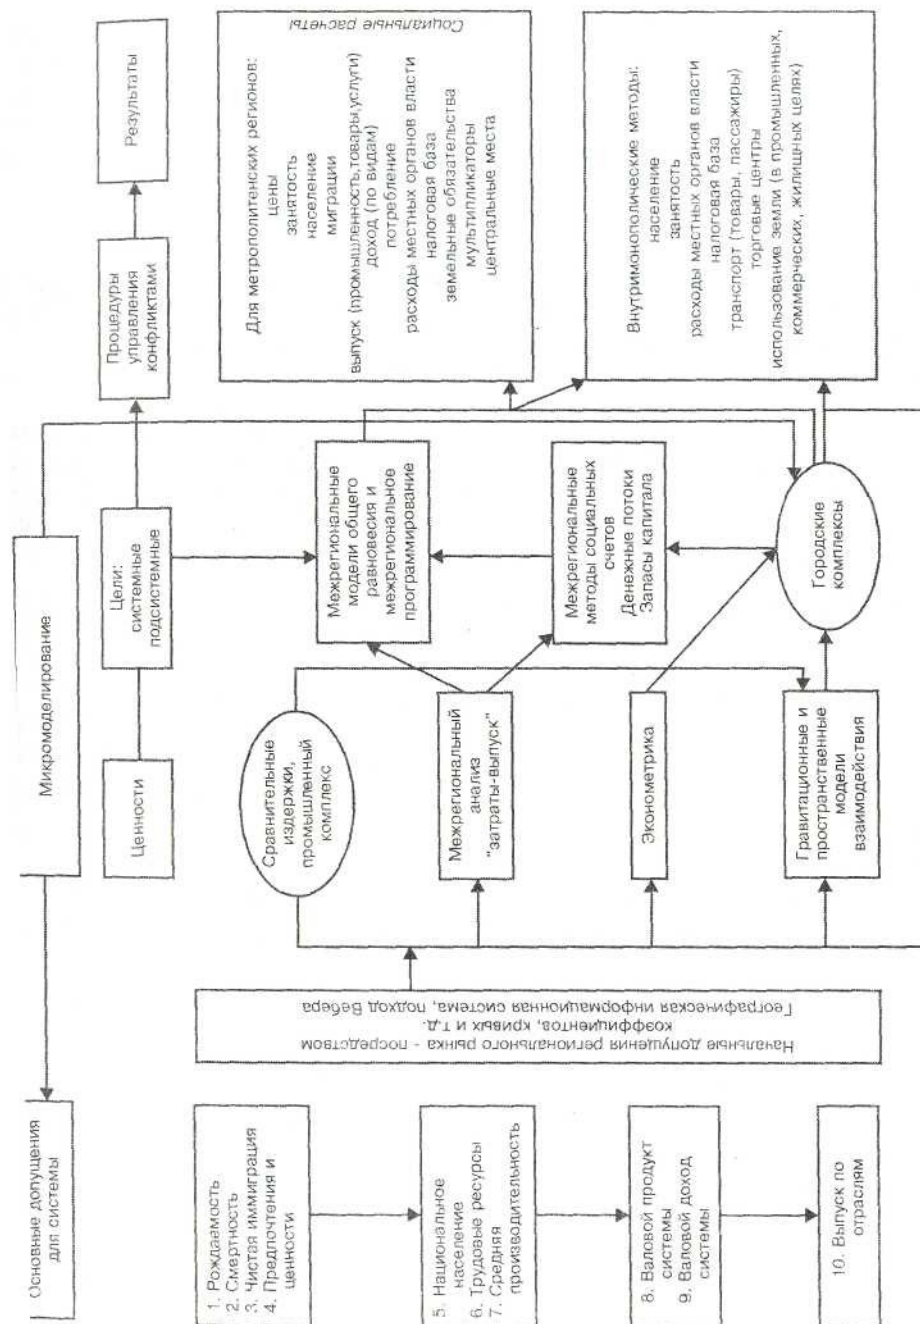 Основные допущения
для системы
Микромоделирование
1. Рождаемость
2. Смертность
3. Чистая иммиграция
4. Предпочтения и
ценности
5. Национальное
население
6. Трудовые ресурсы
7. Средняя
производительность
8. Валовой продукт
системы
9. Валовой доход
системы
10. Выпуск по
отраслям
Начальные допущения регионального рынка - посредством
коэффициентов, кривых и т.д.
Географическая информационная система, подход Вебера
Ценности
Цели:
системные
подсистемные
Процедуры
управления
конфликтами
Результаты
Сравнительные
издержки,
промышленный
комплекс
Межрегиональный
анализ
"затраты-выпуск"
Эконометрика
Гравитационные и
пространственные
модели
взаимодействия
Межрегиональные
модели общего
равновесия и
межрегиональное
программирование
Межрегиональные
методы социальных
счетов
Денежные потоки
Запасы капитала
Городские
комплексы
Для метрополитенских регионов:
цены
занятость
население
миграции
выпуск (промышленность,товары,услуги)
доход (по видам)
потребление
расходы местных органов власти
налоговая база
земельные обязательства
мультипликаторы
центральные места
Социальные расчеты
Внутримонополические методы:
население
занятость
расходы местных органов власти
налоговая база
транспорт (товары, пассажиры)
торговые центры
использование земли (в промышленных,
коммерческих, жилищных целях)